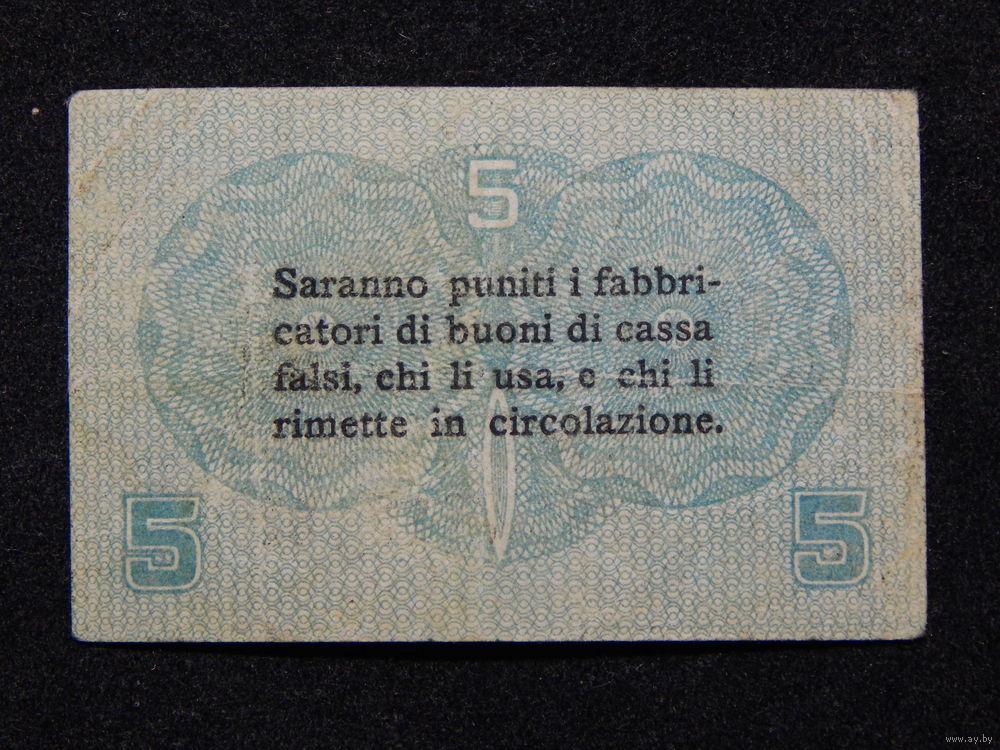 5
Saranno puniti i fabbri-
catori di buoni di cassa
falsi, chi li usa, e chi li
rimette in circolazione.
5 5
www.ay.by